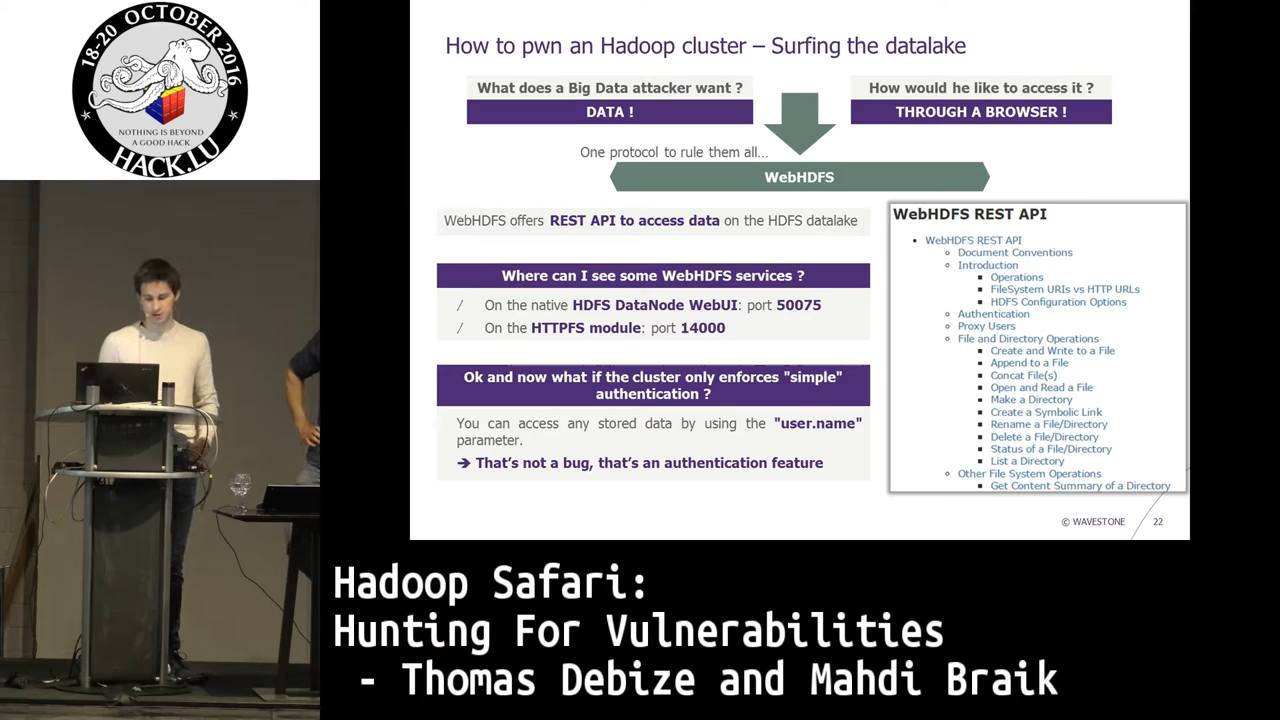 18-20 OCTOBER 2016
NOTHING IS BEYOND
A GOOD HACK
HACK.LU
How to pwn an Hadoop cluster – Surfing the datalake
What does a Big Data attacker want ?
DATA !
How would he like to access it ?
THROUGH A BROWSER !
One protocol to rule them all...
WebHDFS
WebHDFS offers REST API to access data on the HDFS datalake
Where can I see some WebHDFS services ?
/ On the native HDFS DataNode WebUI: port 50075
/ On the HTTPFS module: port 14000
Ok and now what if the cluster only enforces "simple"
authentication ?
You can access any stored data by using the "user.name"
parameter.
➔ That's not a bug, that's an authentication feature
WebHDFS REST API
• WebHDFS REST API
○ Document Conventions
○ Introduction
▪ Operations
▪ FileSystem URIs vs HTTP URLs
▪ HDFS Configuration Options
○ Authentication
○ Proxy Users
○ File and Directory Operations
▪ Create and Write to a File
▪ Append to a File
▪ Concat File(s)
▪ Open and Read a File
▪ Make a Directory
▪ Create a Symbolic Link
▪ Rename a File/Directory
▪ Delete a File/Directory
▪ Status of a File/Directory
▪ List a Directory
○ Other File System Operations
▪ Get Content Summary of a Directory
© WAVESTONE 22
Hadoop Safari:
Hunting For Vulnerabilities
- Thomas Debize and Mahdi Braik